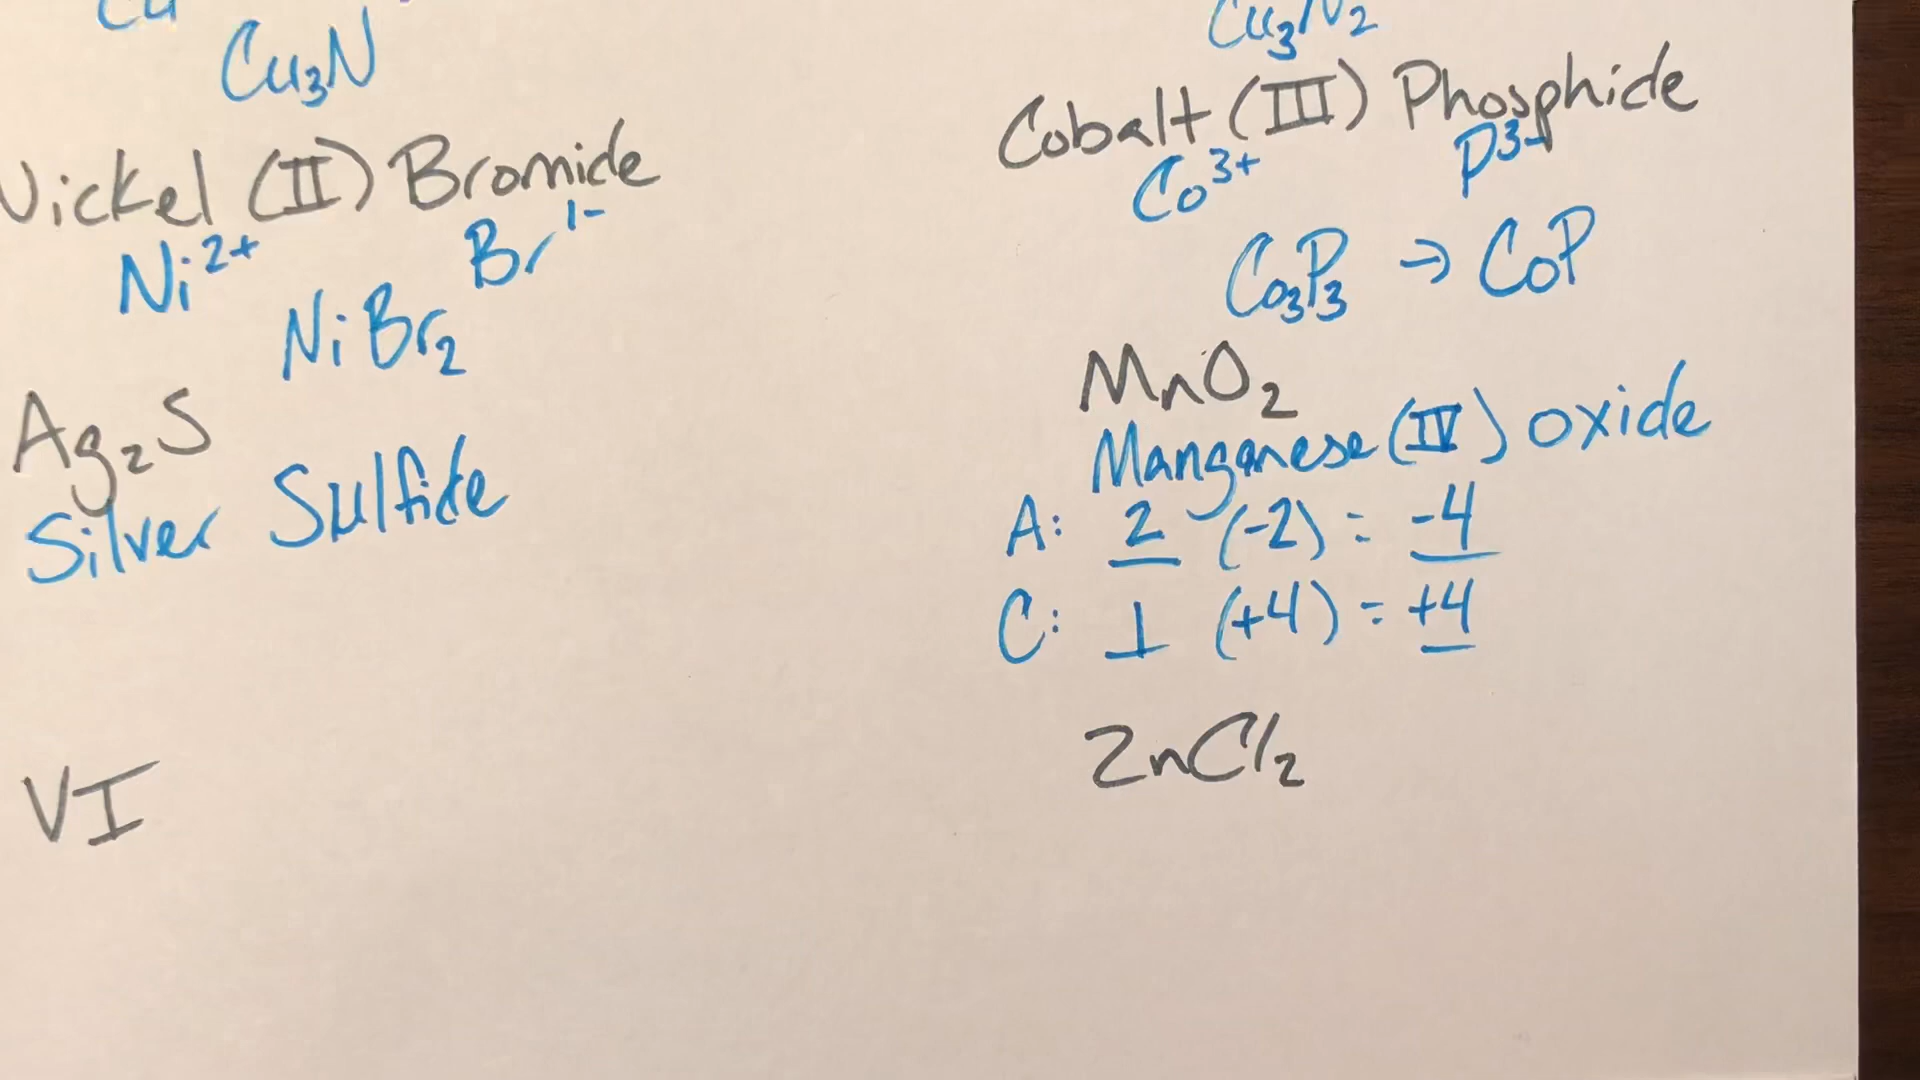 Cu
Cu₃N
Nickel (II) Bromide
Ni²⁺ Br¹⁻
NiBr₂
Ag₂S
Silver Sulfide
VI
Cu₃N₂
Cobalt (III) Phosphide
Co³⁺ P³⁻
Co₃P₃ → CoP
MnO₂
Manganese (IV) oxide
A: 2 (-2) = -4
C: 1 (+4) = +4
ZnCl₂